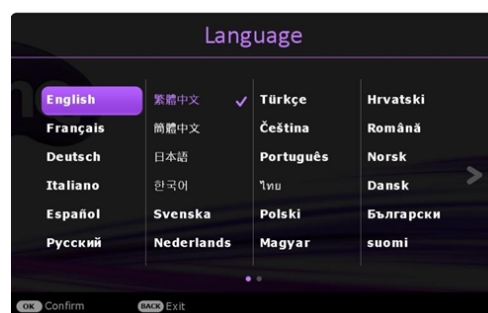 Language
English
Français
Deutsch
Italiano
Español
Русский
繁體中文
簡體中文
日本語
한국어
Svenska
Nederlands
Türkçe
Čeština
Português
ไทย
Polski
Magyar
Hrvatski
Română
Norsk
Dansk
Български
suomi
OK Confirm
BACK Exit